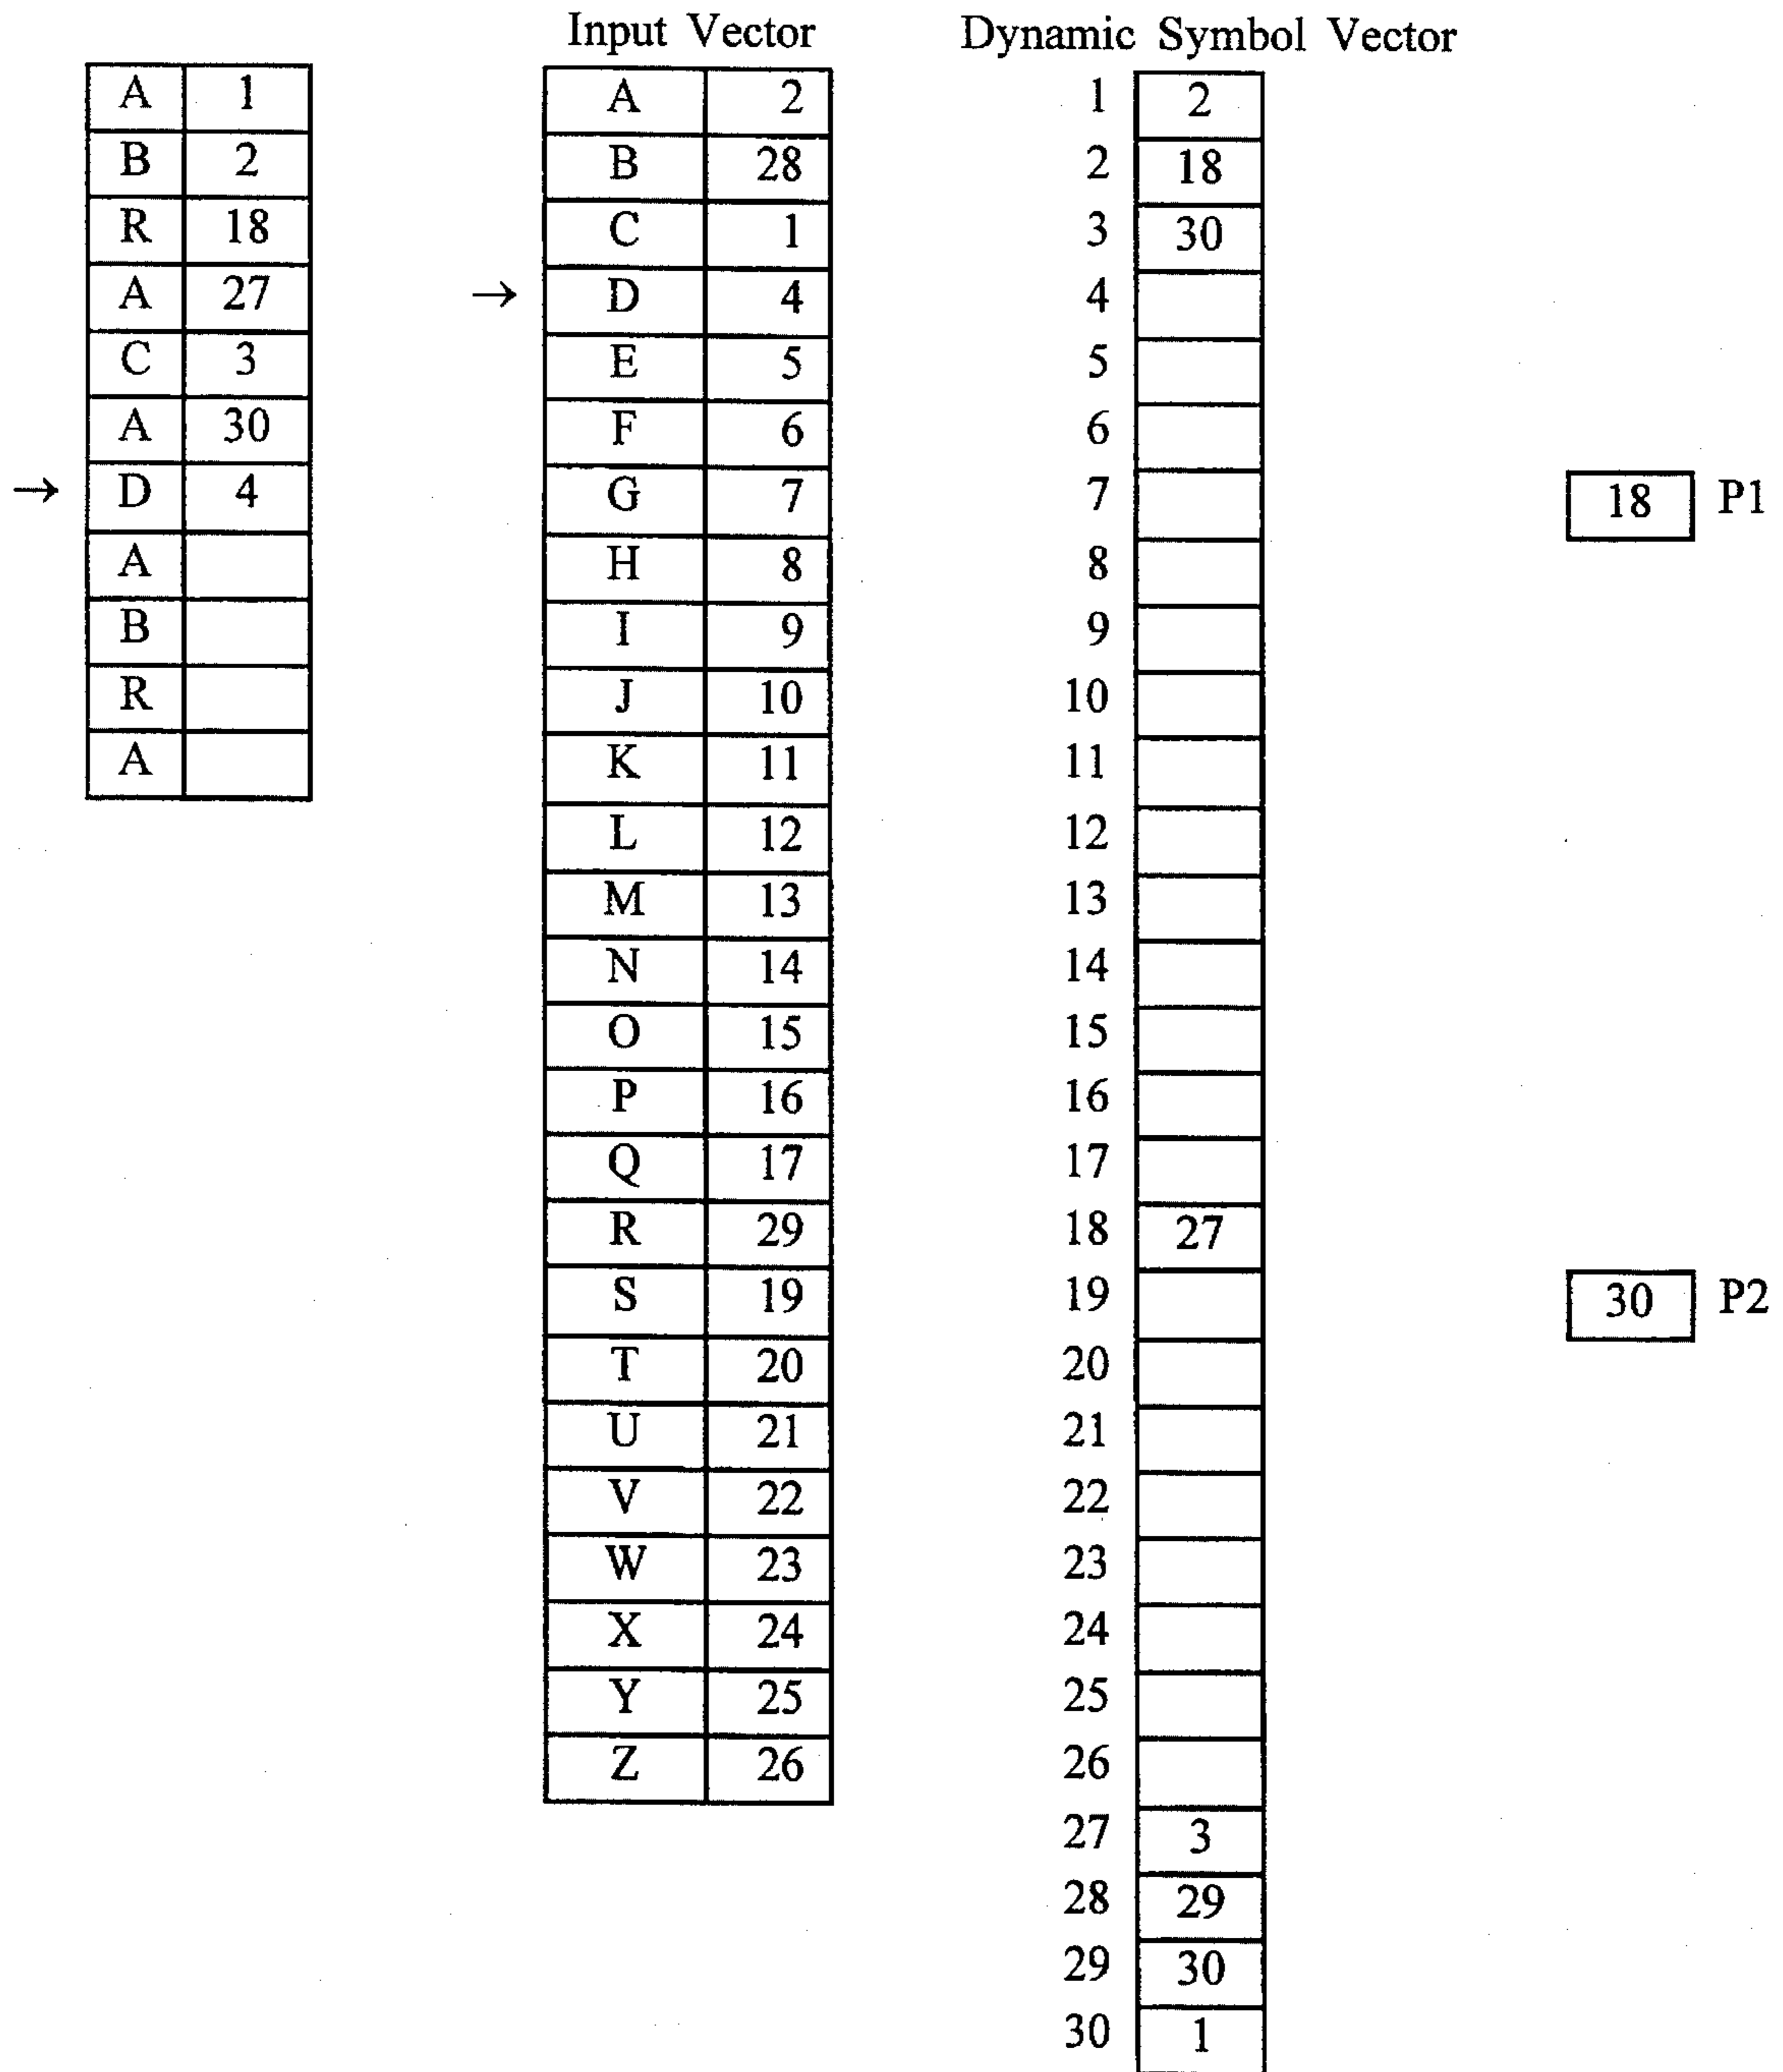 Input Vector
Dynamic Symbol Vector
A 1
B 2
R 18
A 27
C 3
A 30
→ D 4
A
B
R
A
A 2
B 28
C 1
→ D 4
E 5
F 6
G 7
H 8
I 9
J 10
K 11
L 12
M 13
N 14
O 15
P 16
Q 17
R 29
S 19
T 20
U 21
V 22
W 23
X 24
Y 25
Z 26
1 2
2 18
3 30
4
5
6
7
8
9
10
11
12
13
14
15
16
17
18 27
19
20
21
22
23
24
25
26
27 3
28 29
29 30
30 1
18 P1
30 P2